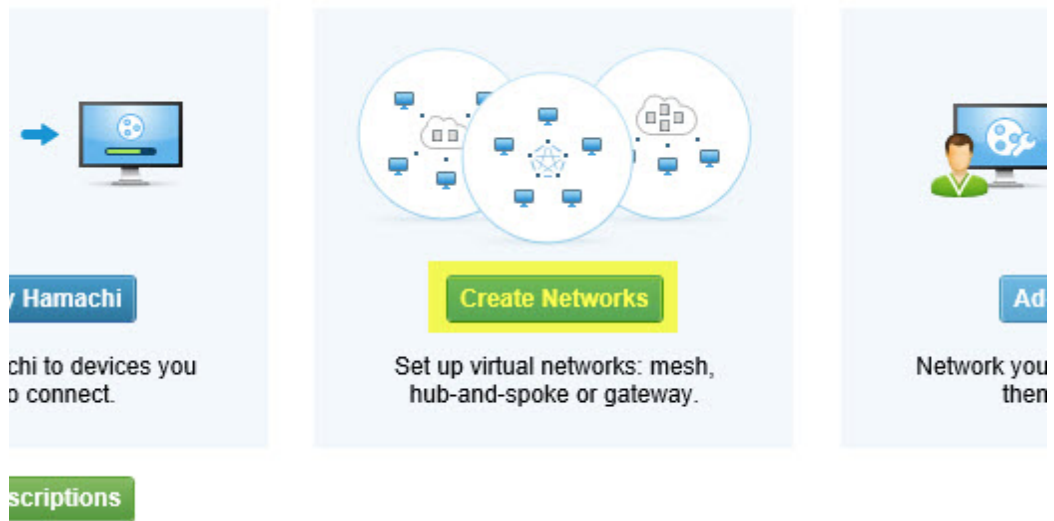 Hamachi
Create Networks
Ad
chi to devices you
connect.
Set up virtual networks: mesh,
hub-and-spoke or gateway.
Network you
then
scriptions